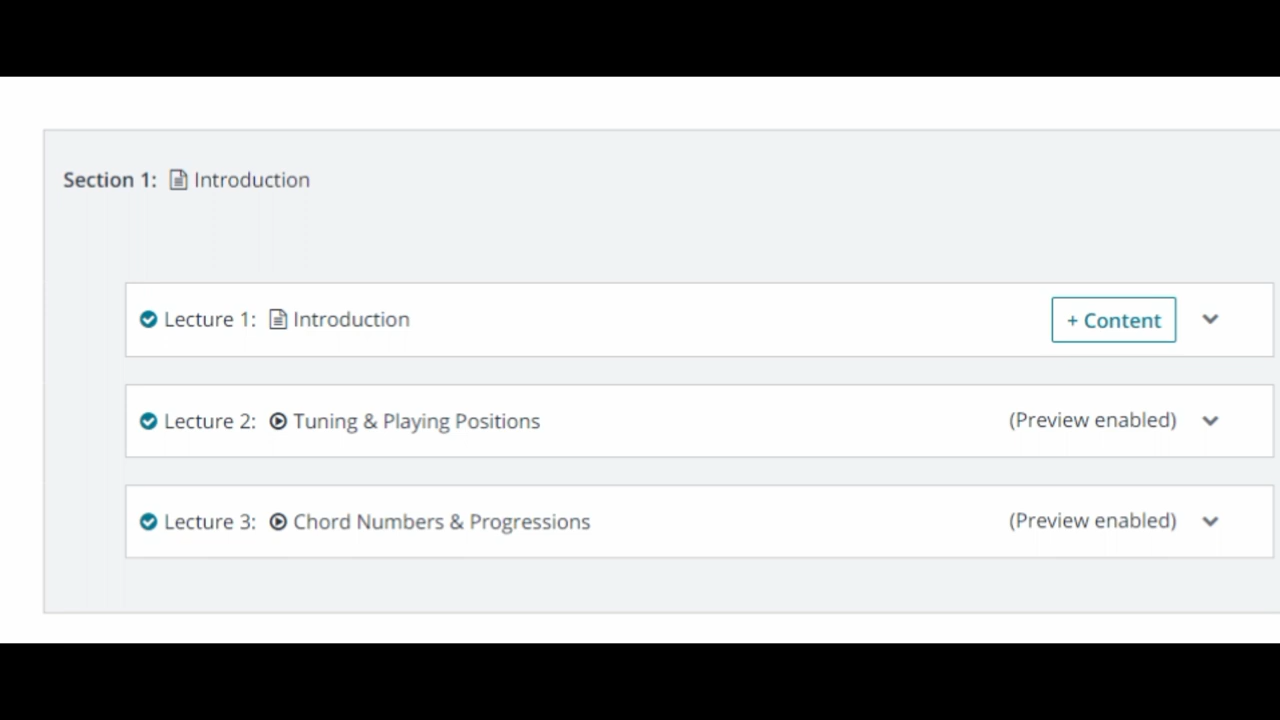 Section 1: Introduction
Lecture 1: Introduction + Content
Lecture 2: Tuning & Playing Positions (Preview enabled)
Lecture 3: Chord Numbers & Progressions (Preview enabled)